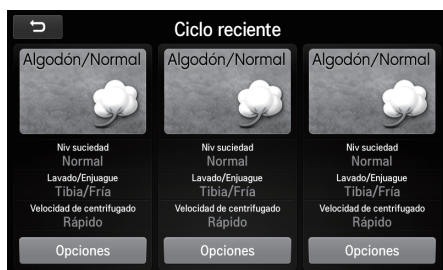 Ciclo reciente
Algodón/Normal Algodón/Normal Algodón/Normal
Niv suciedad Niv suciedad Niv suciedad
Normal Normal Normal
Lavado/Enjuague Lavado/Enjuague Lavado/Enjuague
Tibia/Fría Tibia/Fría Tibia/Fría
Velocidad de centrifugado Velocidad de centrifugado Velocidad de centrifugado
Rápido Rápido Rápido
Opciones Opciones Opciones